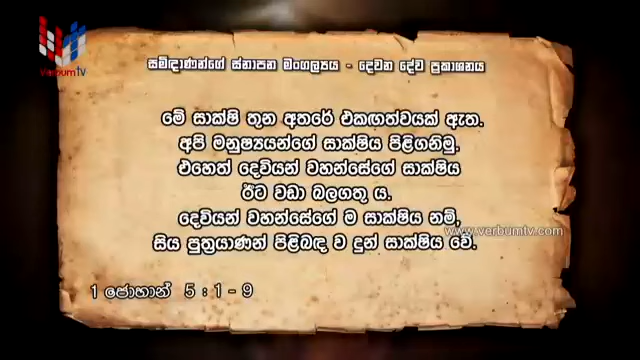 VerbumTV
සමිඳාණන්ගේ ස්නාපන මංගල්‍යය - දෙවන දේව ප්‍රකාශනය
මේ සාක්ෂි තුන අතරේ එකඟත්වයක් ඇත.
අපි මනුෂ්‍යයන්ගේ සාක්ෂිය පිළිගනිමු.
එහෙත් දෙවියන් වහන්සේගේ සාක්ෂිය
ඊට වඩා බලගතු ය.
දෙවියන් වහන්සේගේ ම සාක්ෂිය නම්,
www.verbumtv.com
සිය පුත්‍රයාණන් පිළිබඳ ව දුන් සාක්ෂිය වේ.
1 ජොහාන් 5 : 1 - 9